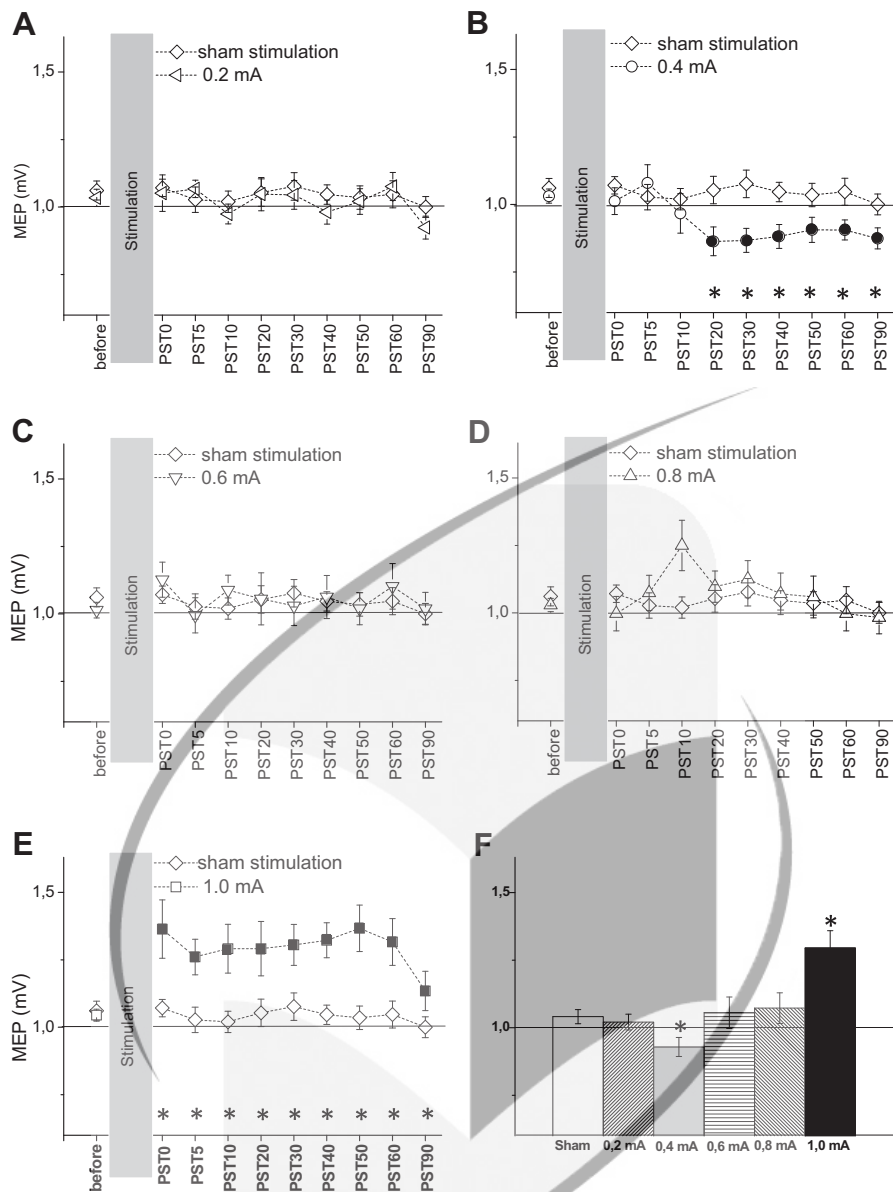 A
sham stimulation
0.2 mA
1,5
1,0
MEP (mV)
Stimulation
before
PST0
PST5
PST10
PST20
PST30
PST40
PST50
PST60
PST90
B
sham stimulation
0.4 mA
1,5
1,0
Stimulation
* * * * * * *
before
PST0
PST5
PST10
PST20
PST30
PST40
PST50
PST60
PST90
C
sham stimulation
0.6 mA
1,5
1,0
MEP (mV)
Stimulation
before
PST0
PST5
PST10
PST20
PST30
PST40
PST50
PST60
PST90
D
sham stimulation
0.8 mA
1,5
1,0
Stimulation
before
PST0
PST5
PST10
PST20
PST30
PST40
PST50
PST60
PST90
E
sham stimulation
1.0 mA
1,5
1,0
MEP (mV)
Stimulation
* * * * * * * * *
before
PST0
PST5
PST10
PST20
PST30
PST40
PST50
PST60
PST90
F
1,5
1,0
*
*
Sham 0,2 mA 0,4 mA 0,6 mA 0,8 mA 1,0 mA